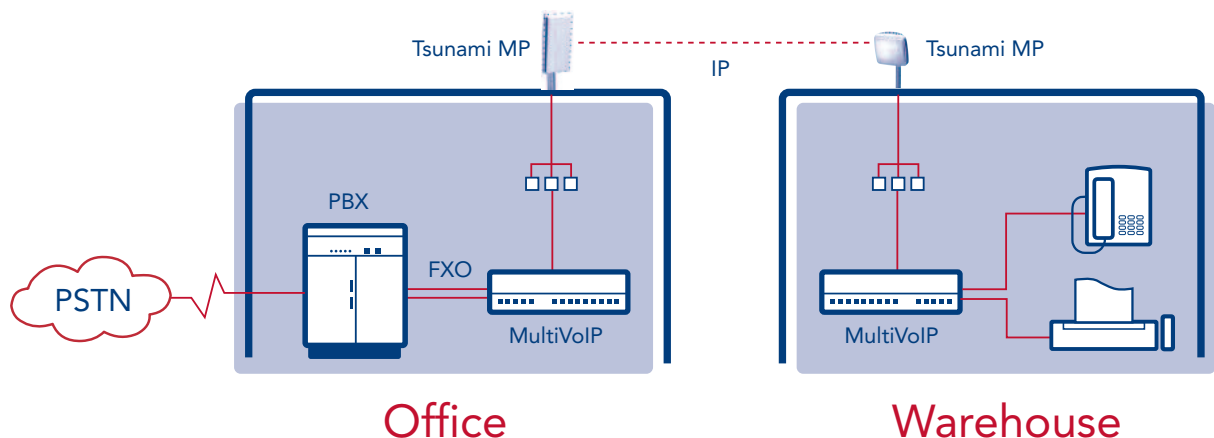 Tsunami MP
IP
Tsunami MP
PBX
FXO
PSTN
MultiVoIP
MultiVoIP
Office
Warehouse